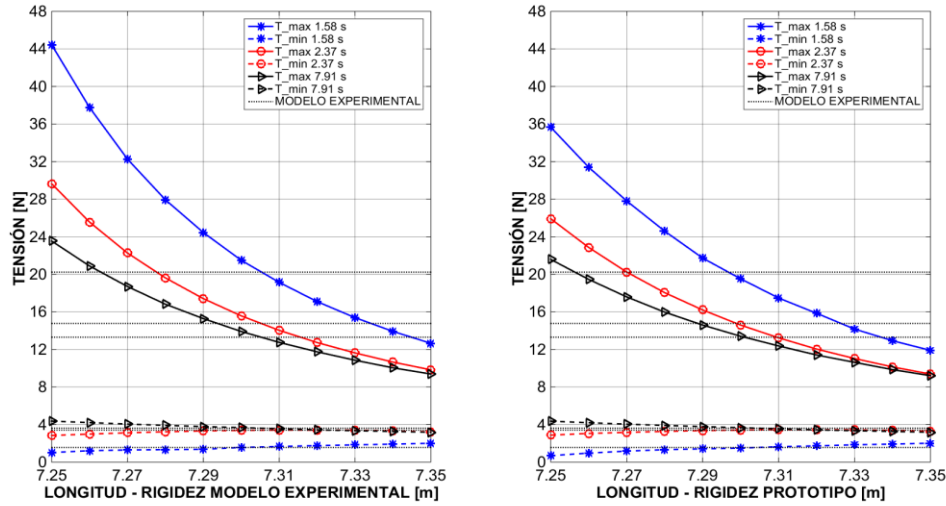 48
44
40
36
32
28
24
20
16
12
8
4
0
TENSIÓN [N]
T_max 1.58 s
T_min 1.58 s
T_max 2.37 s
T_min 2.37 s
T_max 7.91 s
T_min 7.91 s
MODELO EXPERIMENTAL
7.25 7.27 7.29 7.31 7.33 7.35
LONGITUD - RIGIDEZ MODELO EXPERIMENTAL [m]
48
44
40
36
32
28
24
20
16
12
8
4
0
TENSIÓN [N]
T_max 1.58 s
T_min 1.58 s
T_max 2.37 s
T_min 2.37 s
T_max 7.91 s
T_min 7.91 s
MODELO EXPERIMENTAL
7.25 7.27 7.29 7.31 7.33 7.35
LONGITUD - RIGIDEZ PROTOTIPO [m]